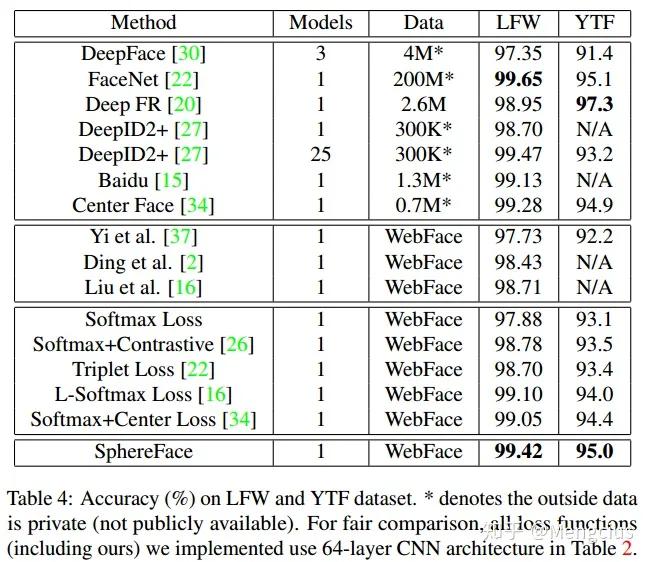 Method Models Data LFW YTF
DeepFace [30] 3 4M* 97.35 91.4
FaceNet [22] 1 200M* 99.65 95.1
Deep FR [20] 1 2.6M 98.95 97.3
DeepID2+ [27] 1 300K* 98.70 N/A
DeepID2+ [27] 25 300K* 99.47 93.2
Baidu [15] 1 1.3M* 99.13 N/A
Center Face [34] 1 0.7M* 99.28 94.9
Yi et al. [37] 1 WebFace 97.73 92.2
Ding et al. [2] 1 WebFace 98.43 N/A
Liu et al. [16] 1 WebFace 98.71 N/A
Softmax Loss 1 WebFace 97.88 93.1
Softmax+Contrastive [26] 1 WebFace 98.78 93.5
Triplet Loss [22] 1 WebFace 98.70 93.4
L-Softmax Loss [16] 1 WebFace 99.10 94.0
Softmax+Center Loss [34] 1 WebFace 99.05 94.4
SphereFace 1 WebFace 99.42 95.0
Table 4: Accuracy (%) on LFW and YTF dataset. * denotes the outside data
is private (not publicly available). For fair comparison, all loss functions
(including ours) we implemented use 64-layer CNN architecture in Table 2.
知乎 @Mengcius